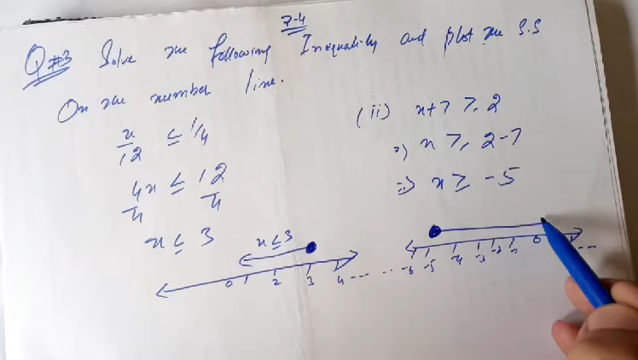 7-4
Q#3 Solve the following Inequality and plot the S.S
On the number line.
x/12 ≤ 1/4
4x/4 ≤ 12/4
x ≤ 3
x ≤ 3
0 1 2 3 4 ...
(ii) x+7 ≥ 2
⇒ x ≥ 2-7
⇒ x ≥ -5
... -6 -5 -4 -3 -2 -1 0 ...